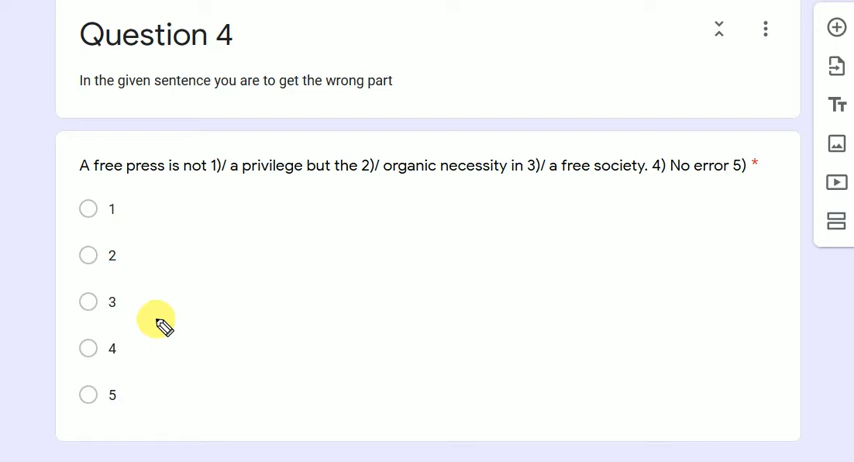 Question 4
In the given sentence you are to get the wrong part
A free press is not 1)/ a privilege but the 2)/ organic necessity in 3)/ a free society. 4) No error 5) *
1
2
3
4
5
Tт